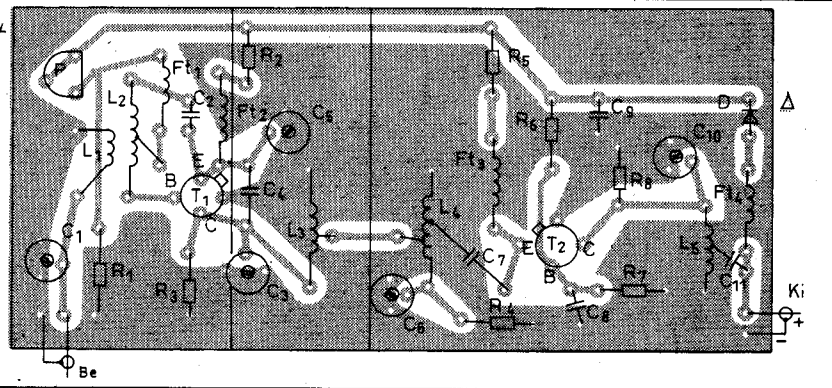 P
Ft1
R2
R5
L2
C2
Ft2
C5
R6
C9
D
Δ
C10
L1
E
B
T1
C4
C
Ft3
R8
Ft4
L3
L4
C7
E
T2
C
B
L5
C11
C1
R1
R3
C3
C6
R4
C8
R7
Ki
+
-
Be